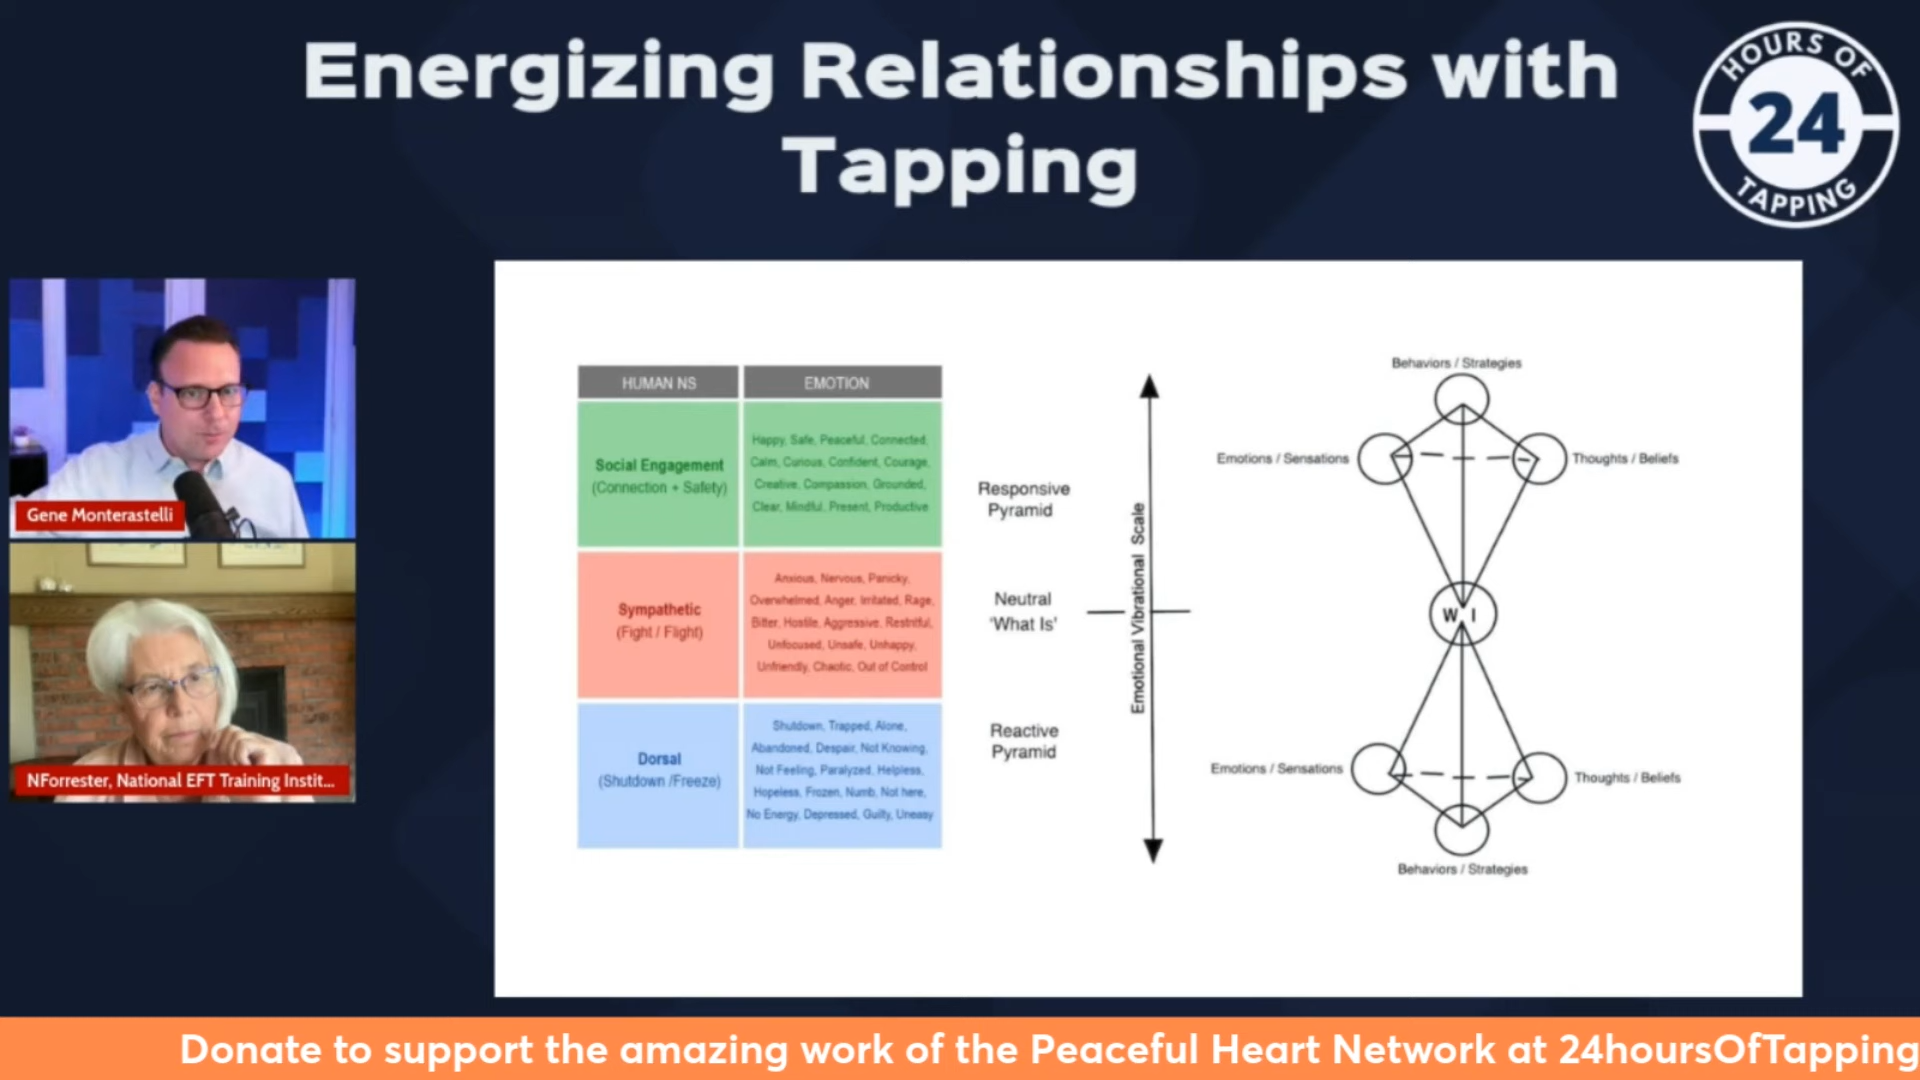 Energizing Relationships with
Tapping
HOURS OF
24
TAPPING
Gene Monterastelli
NForrester, National EFT Training Instit...
HUMAN NS
EMOTION
Social Engagement
(Connection + Safety)
Happy, Safe, Peaceful, Connected,
Calm, Curious, Confident, Courage,
Creative, Compassion, Grounded,
Clear, Mindful, Present, Productive
Sympathetic
(Fight / Flight)
Anxious, Nervous, Panicky,
Overwhelmed, Anger, Irritated, Rage,
Bitter, Hostile, Aggressive,
Unfocused, Unsafe, Unhappy,
Unfriendly, Chaotic, Out of Control
Dorsal
(Shutdown /Freeze)
Shutdown, Trapped, Alone,
Abandoned, Despair, Not Knowing,
Not Feeling, Paralyzed, Helpless,
Hopeless, Frozen, Numb, Not here,
No Energy, Depressed, Guilty, Uneasy
Responsive
Pyramid
Neutral
'What Is'
Reactive
Pyramid
Emotional Vibrational Scale
Behaviors / Strategies
Emotions / Sensations
Thoughts / Beliefs
W I
Emotions / Sensations
Thoughts / Beliefs
Behaviors / Strategies
Donate to support the amazing work of the Peaceful Heart Network at 24hoursOfTapping